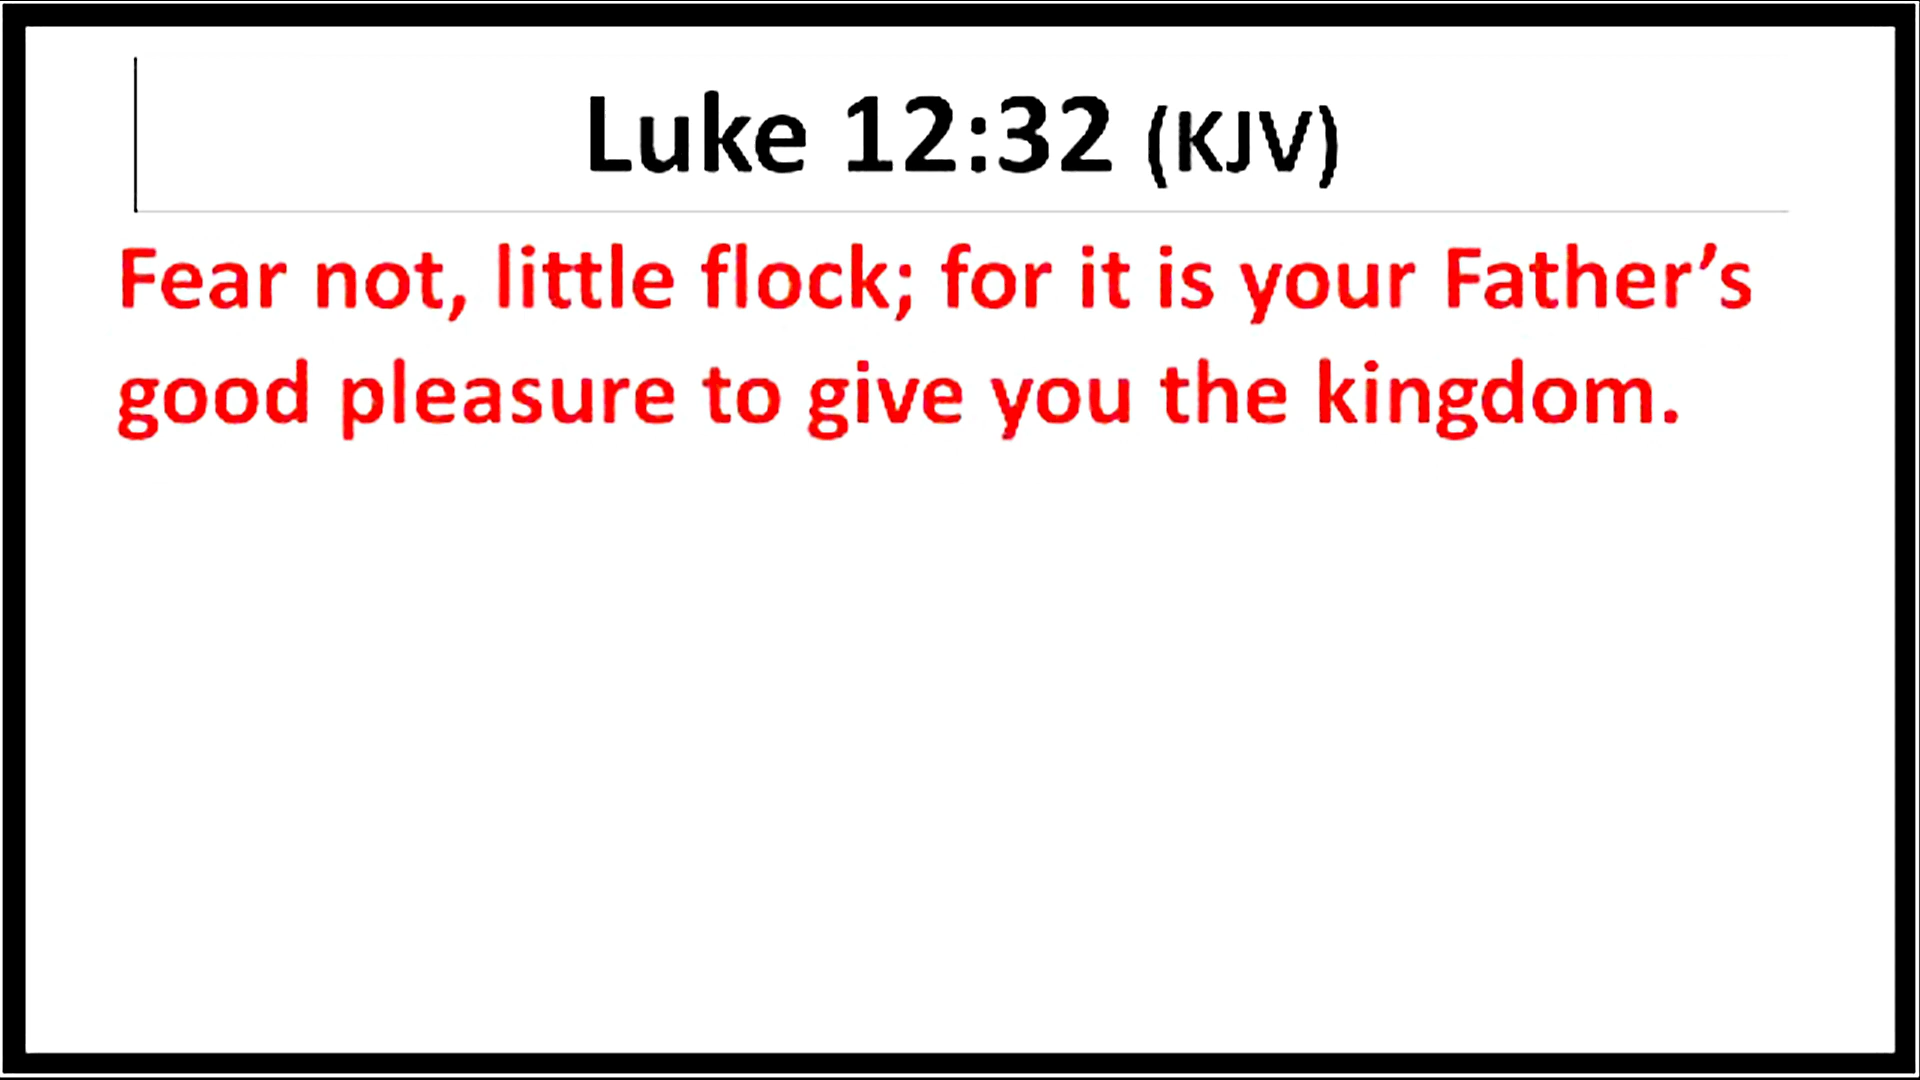 Luke 12:32 (KJV)
Fear not, little flock; for it is your Father’s
good pleasure to give you the kingdom.